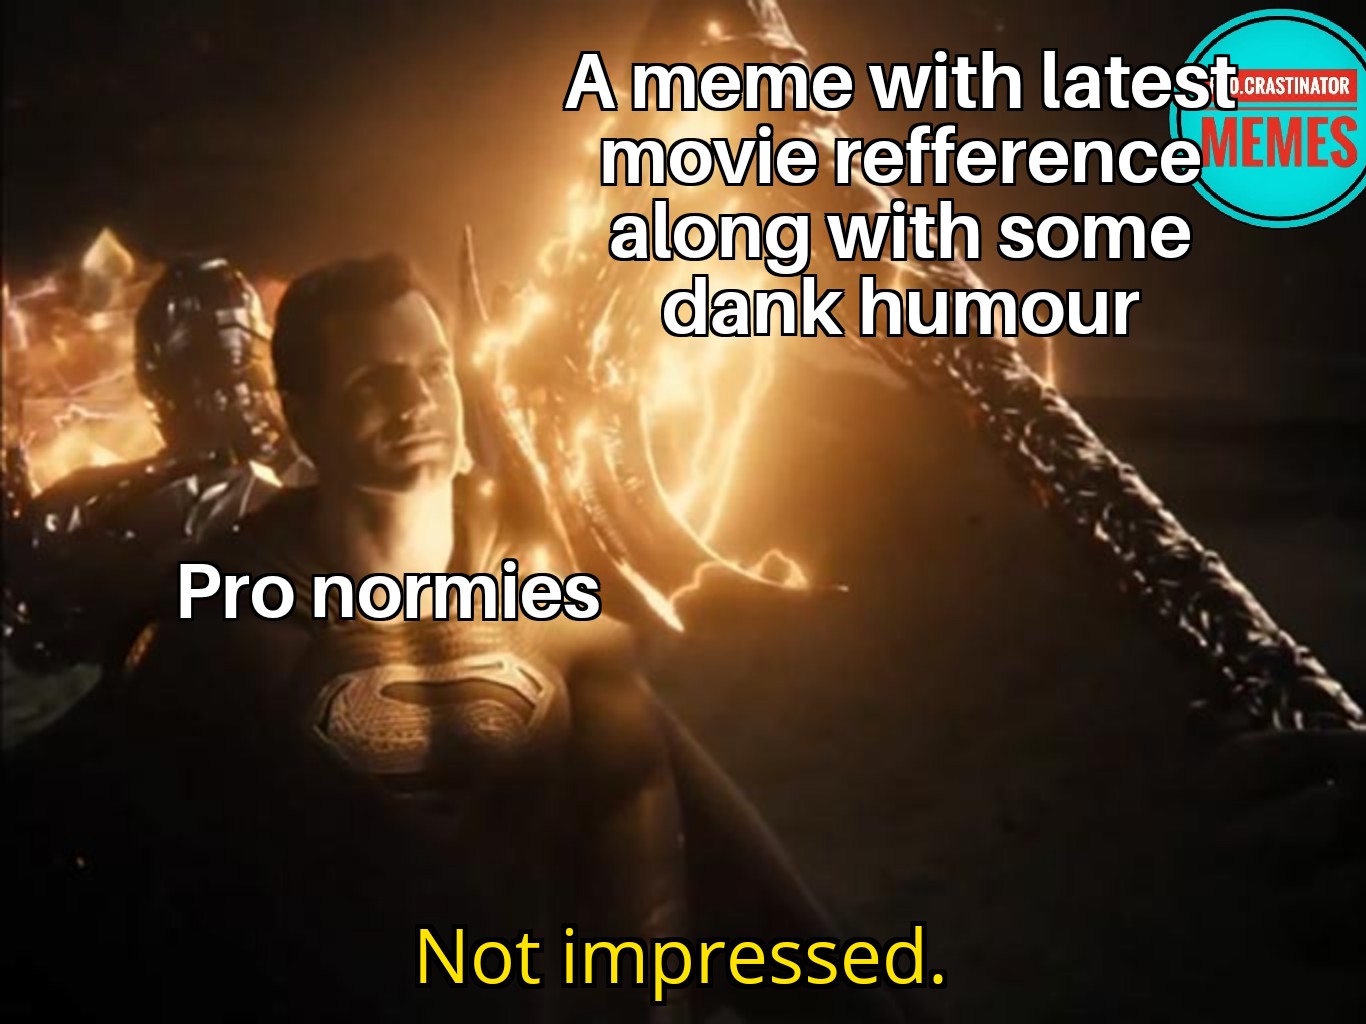 A meme with latest
movie refference
along with some
dank humour
O.CRASTINATOR
MEMES
Pro normies
Not impressed.